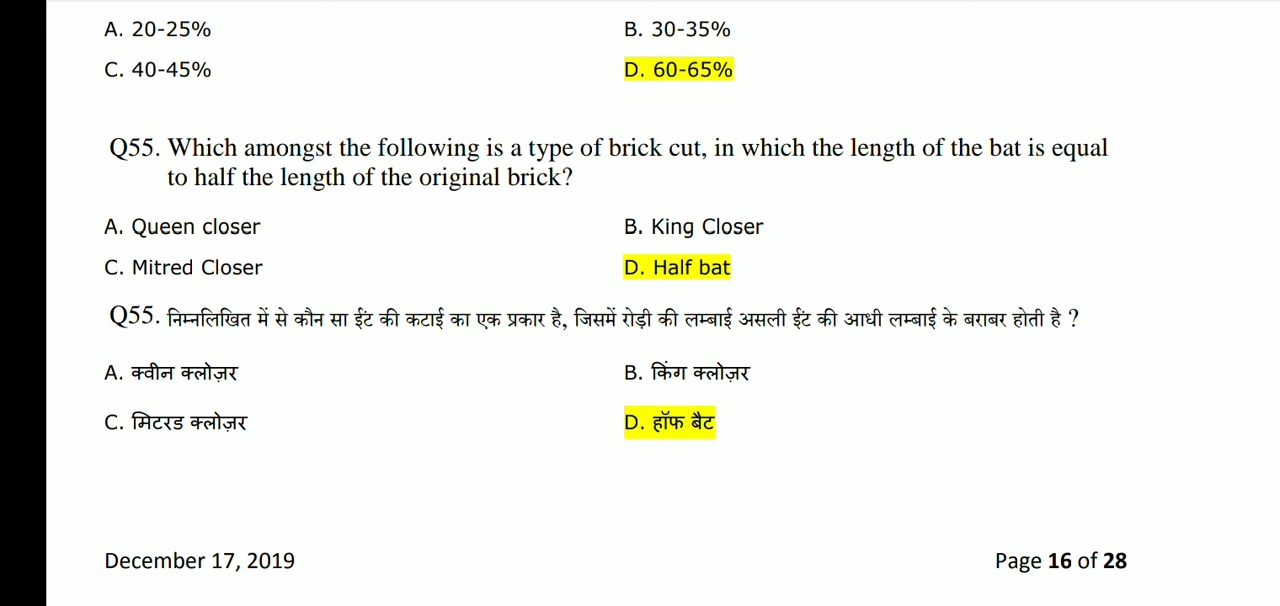 A. 20-25% B. 30-35%
C. 40-45% D. 60-65%
Q55. Which amongst the following is a type of brick cut, in which the length of the bat is equal
to half the length of the original brick?
A. Queen closer B. King Closer
C. Mitred Closer D. Half bat
Q55. निम्नलिखित में से कौन सा ईंट की कटाई का एक प्रकार है, जिसमें रोड़ी की लम्बाई असली ईंट की आधी लम्बाई के बराबर होती है ?
A. क्वीन क्लोज़र B. किंग क्लोज़र
C. मिटरड क्लोज़र D. हॉफ बैट
December 17, 2019 Page 16 of 28